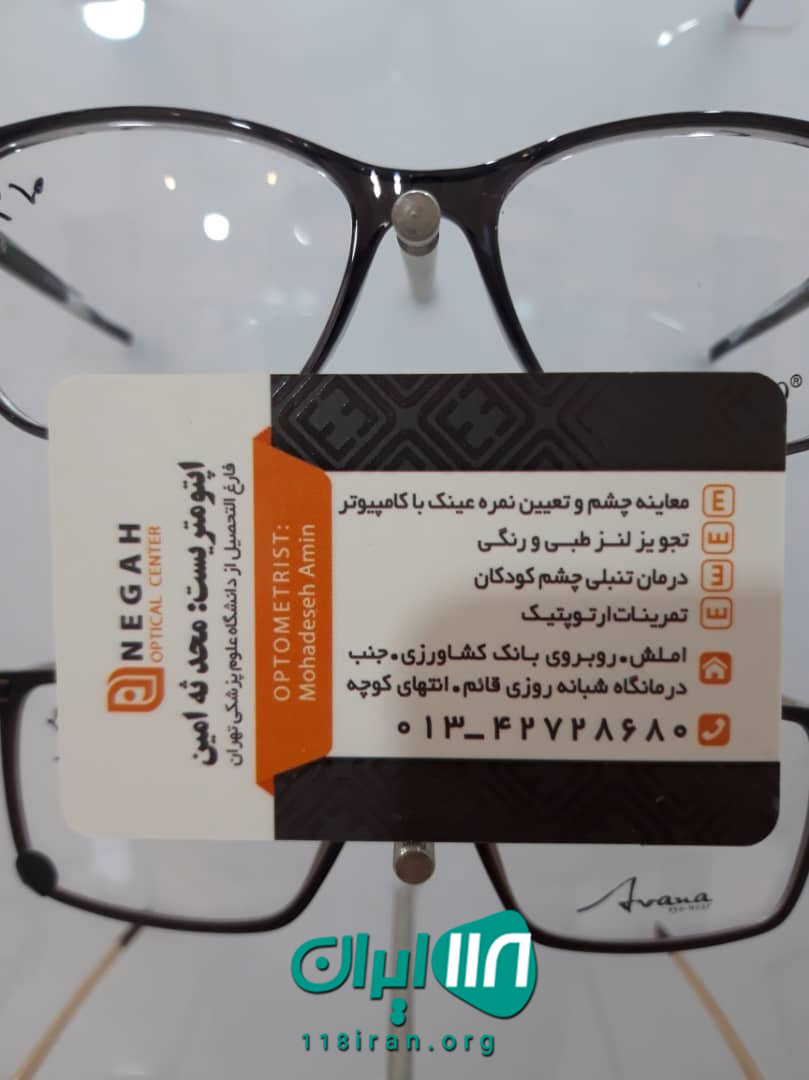 NEGAH
OPTICAL CENTER
اپتومتریست: محدثه امین
فارغ التحصیل از دانشگاه علوم پزشکی تهران
OPTOMETRIST:
Mohadeseh Amin
معاینه چشم و تعیین نمره عینک با کامپیوتر
تجویز لنز طبی و رنگی
درمان تنبلی چشم کودکان
تمرینات ارتوپتیک
املش. روبروی بانک کشاورزی. جنب
درمانگاه شبانه روزی قائم. انتهای کوچه
۰۱۳_۴۲۷۲۸۶۸۰
Avana
۱۱۸ ایران
118iran.org